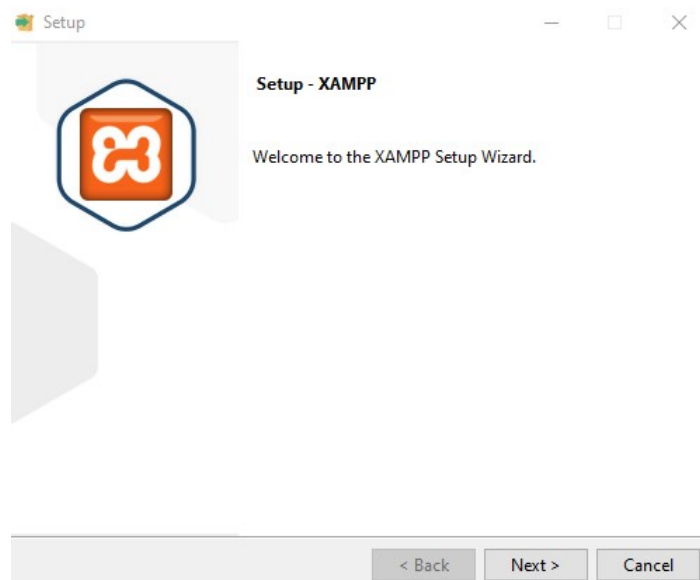 Setup
Setup - XAMPP
Welcome to the XAMPP Setup Wizard.
< Back
Next >
Cancel